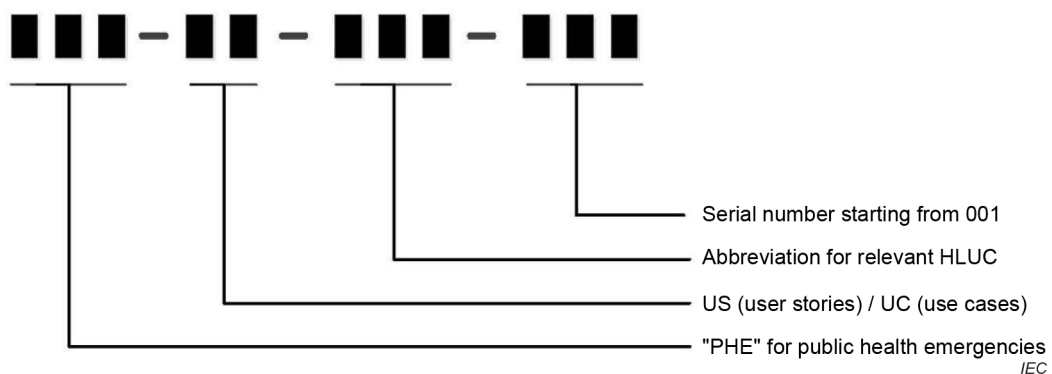 Serial number starting from 001
Abbreviation for relevant HLUC
US (user stories) / UC (use cases)
"PHE" for public health emergencies
IEC